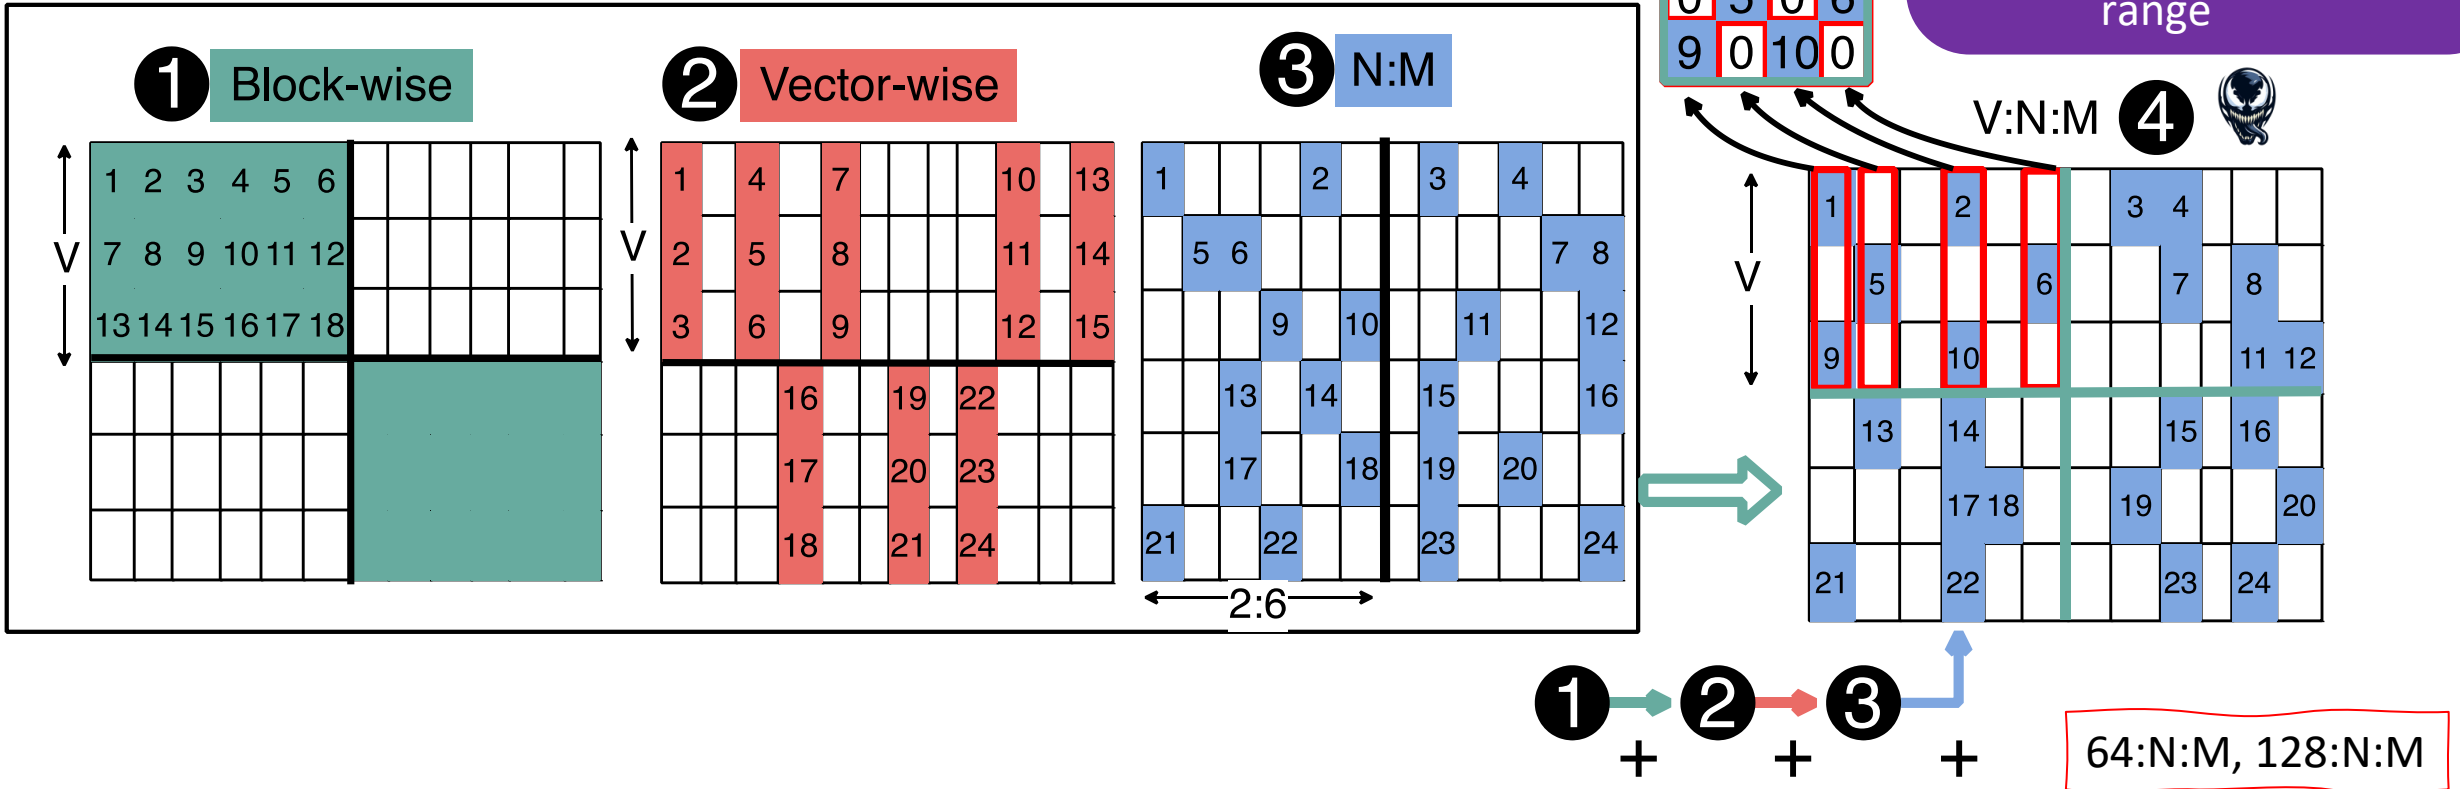 1 Block-wise
V
1 2 3 4 5 6
7 8 9 10 11 12
13 14 15 16 17 18
2 Vector-wise
V
1 4 7 10 13
2 5 8 11 14
3 6 9 12 15
16 19 22
17 20 23
18 21 24
3 N:M
1 2 3 4
5 6 7 8
9 10 11 12
13 14 15 16
17 18 19 20
21 22 23 24
2:6
0 5 0 6
9 0 10 0
range
V:N:M 4
V
1 2 3 4
5 6 7 8
9 10 11 12
13 14 15 16
17 18 19 20
21 22 23 24
1 2 3
+ + +
64:N:M, 128:N:M